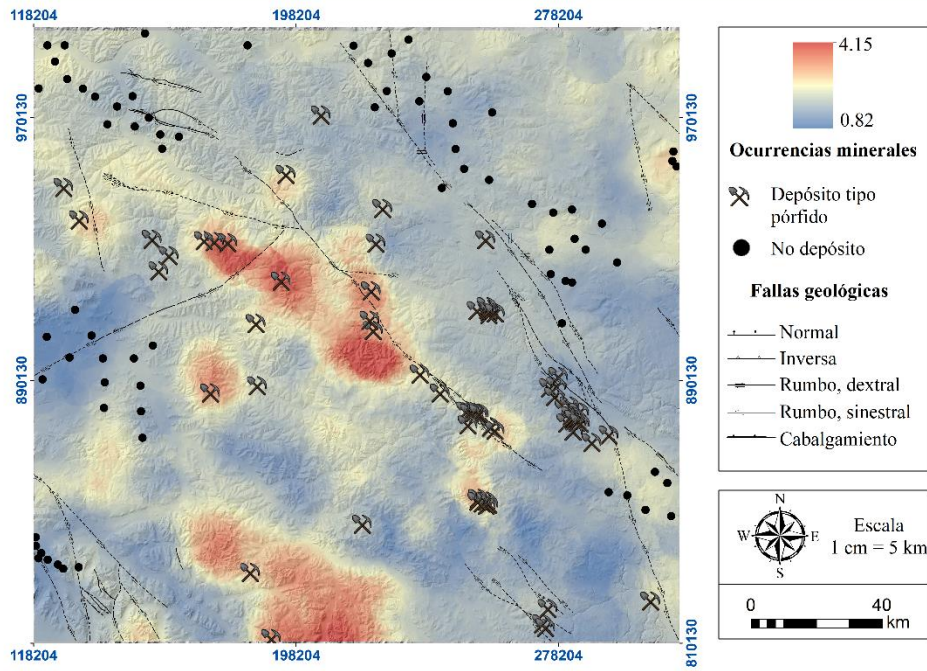 118204
198204
278204
970130
890130
970130
890130
810130
118204
198204
278204
4.15
0.82
Ocurrencias minerales
Depósito tipo
pórfido
No depósito
Fallas geológicas
Normal
Inversa
Rumbo, dextral
Rumbo, sinestral
Cabalgamiento
N
W
E
S
Escala
1 cm = 5 km
0
40
km